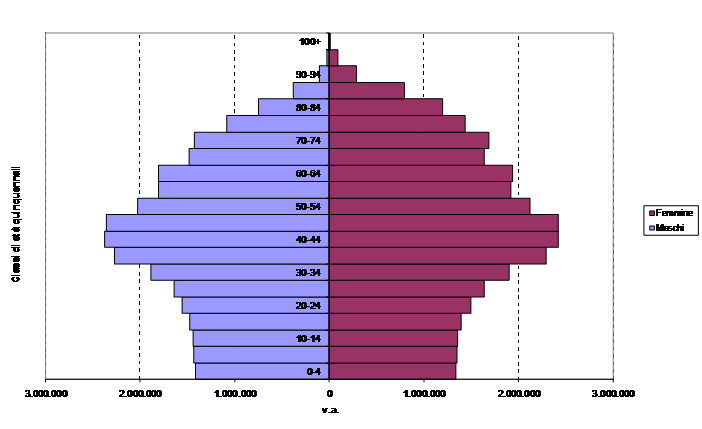 100+
90-94
80-84
70-74
60-64
50-54
40-44
30-34
20-24
10-14
0-4
Classi di età quinquennali
3.000.000 2.000.000 1.000.000 0 1.000.000 2.000.000 3.000.000
v.a.
Femmine
Maschi